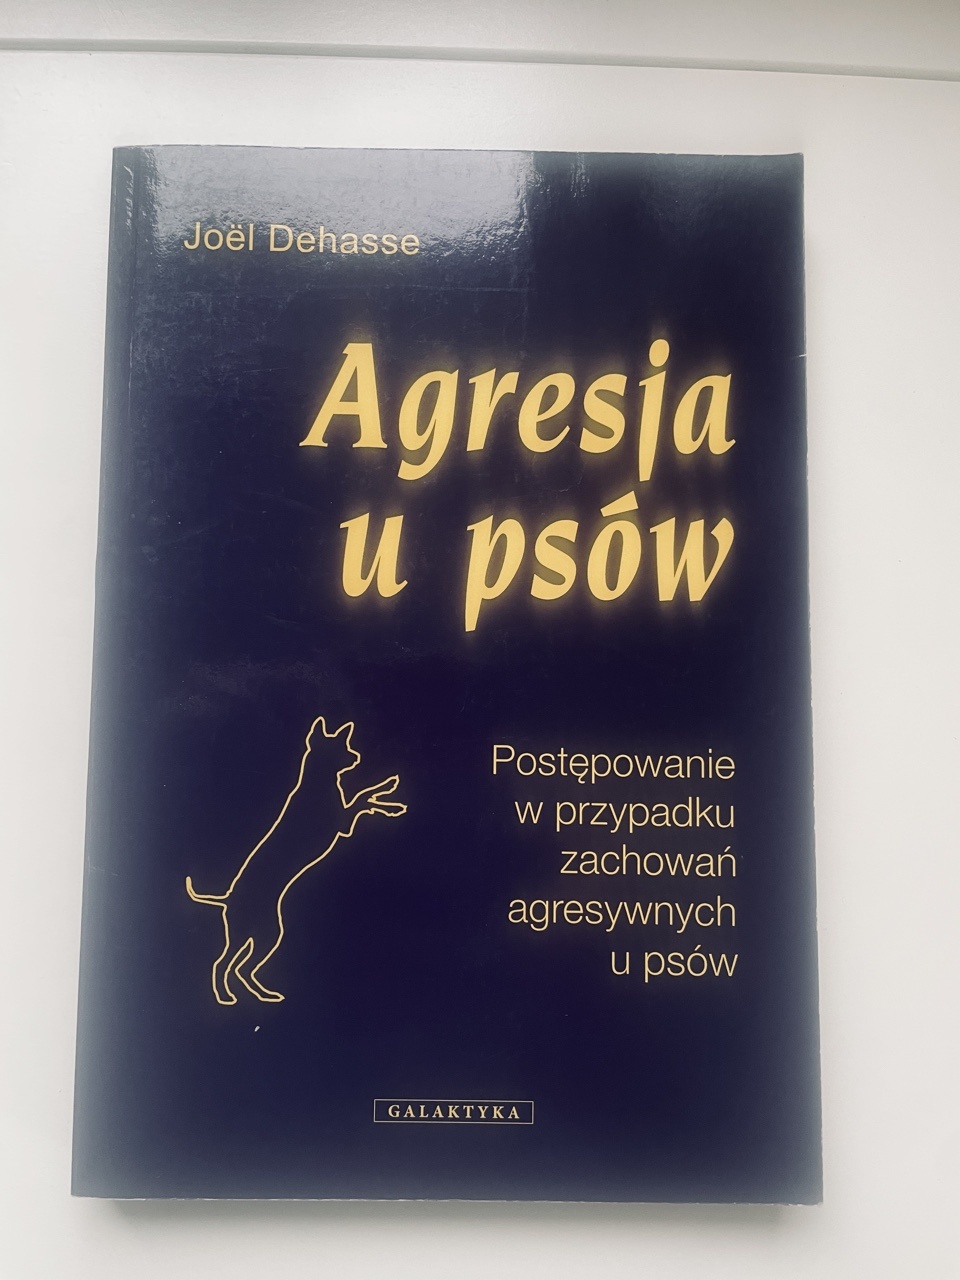 Joël Dehasse
Agresja
u psów
Postępowanie
w przypadku
zachowań
agresywnych
u psów
GALAKTYKA